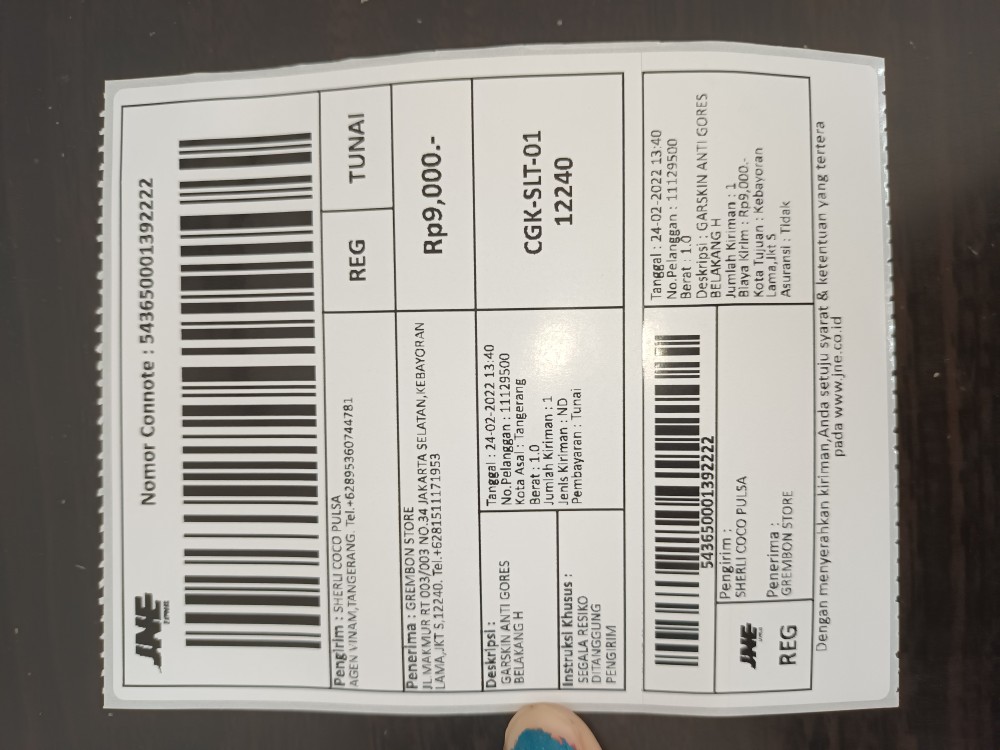 JNE
EXPRESS
Nomor Connote : 5436500013​92222
REG
TUNAI
Pengirim : SHERLI COCO PULSA
AGEN VINAM,TANGERANG. Tel.+6289536074​4781
Rp9,000.-
Penerima : GREMBON STORE
JL.MAKMUR RT 003/003 NO.34 JAKARTA SELATAN,KEBAYORAN
LAMA,JKT S,12240. Tel.+6281511171953
CGK-SLT-01
12240
Deskripsi :
GARSKIN ANTI GORES
BELAKANG H
Tanggal : 24-02-2022 13:40
No.Pelanggan : 11129500
Kota Asal : Tangerang
Berat : 1.0
Jumlah Kiriman : 1
Jenis Kiriman : ND
Pembayaran : Tunai
Instruksi Khusus :
SEGALA RESIKO
DITANGGUNG
PENGIRIM
543650001392222
JNE
EXPRESS
REG
Pengirim :
SHERLI COCO PULSA
Penerima :
GREMBON STORE
Tanggal : 24-02-2022 13:40
No.Pelanggan : 11129500
Berat : 1.0
Deskripsi : GARSKIN ANTI GORES
BELAKANG H
Jumlah Kiriman : 1
Biaya Kirim : Rp9,000.-
Kota Tujuan : Kebayoran
Lama,Jkt S
Asuransi : Tidak
Dengan menyerahkan kiriman,Anda setuju syarat & ketentuan yang tertera
pada www.jne.co.id